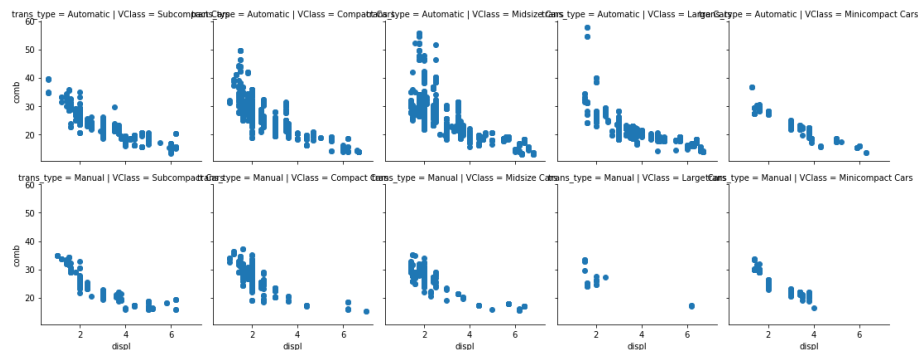 trans_type = Automatic | VClass = Subcompact Cars
trans_type = Automatic | VClass = Compact Cars
trans_type = Automatic | VClass = Midsize Cars
trans_type = Automatic | VClass = Large Cars
trans_type = Automatic | VClass = Minicompact Cars
60
50
40
30
20
comb
trans_type = Manual | VClass = Subcompact Cars
trans_type = Manual | VClass = Compact Cars
trans_type = Manual | VClass = Midsize Cars
trans_type = Manual | VClass = Large Cars
trans_type = Manual | VClass = Minicompact Cars
60
50
40
30
20
comb
2 4 6
2 4 6
2 4 6
2 4 6
2 4 6
displ
displ
displ
displ
displ